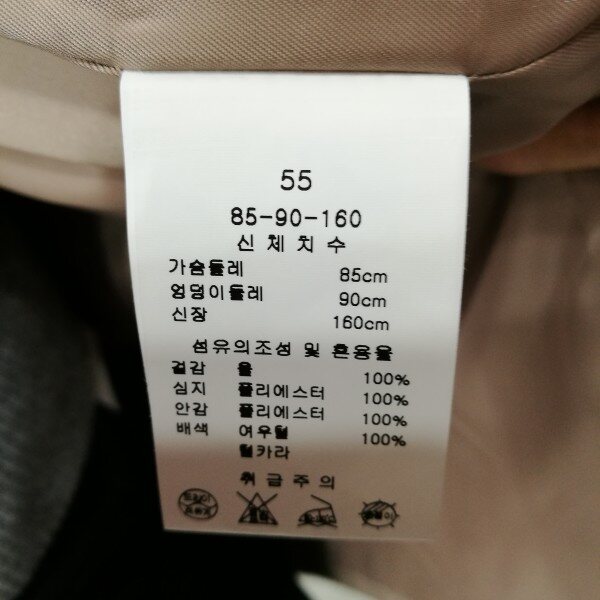 55
85-90-160
신체치수
가슴둘레 85cm
엉덩이둘레 90cm
신장 160cm
섬유의조성 및 혼용율
겉감 울 100%
심지 폴리에스터 100%
안감 폴리에스터 100%
배색 여우털 100%
털카라
취급주의